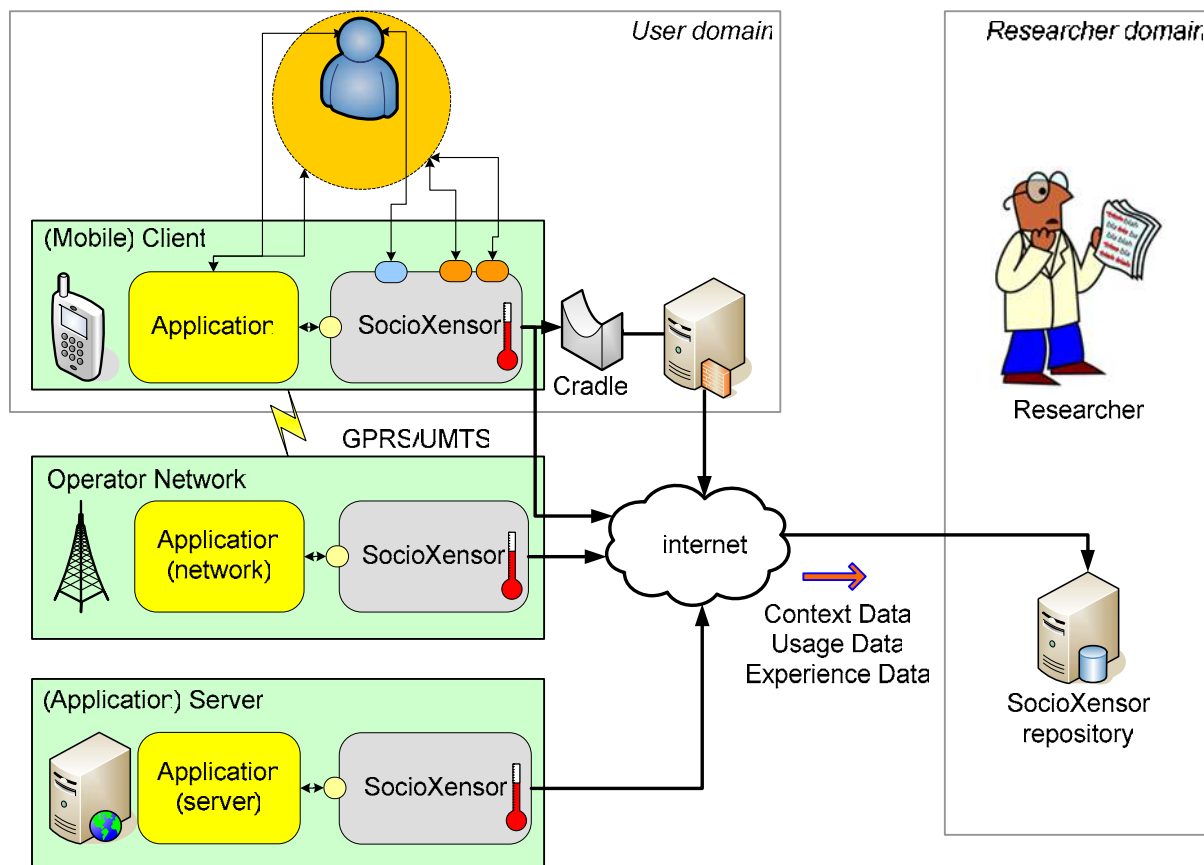 User domain
Researcher domain
(Mobile) Client
Application
SocioXensor
Cradle
Researcher
GPRS/UMTS
Operator Network
Application
(network)
SocioXensor
internet
Context Data
Usage Data
Experience Data
SocioXensor
repository
(Application) Server
Application
(server)
SocioXensor